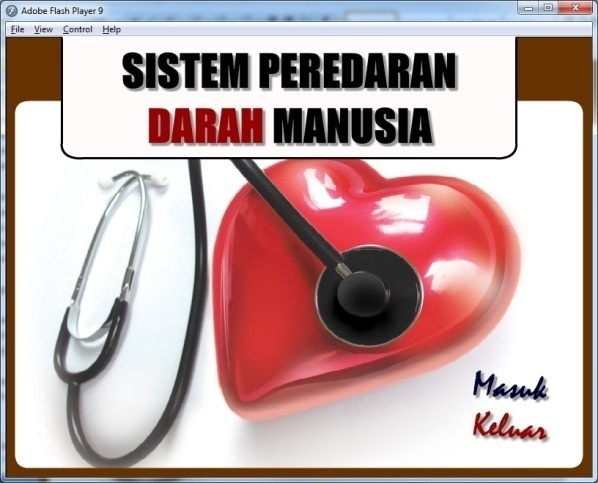 Adobe Flash Player 9
File View Control Help
SISTEM PEREDARAN
DARAH MANUSIA
Masuk
Keluar